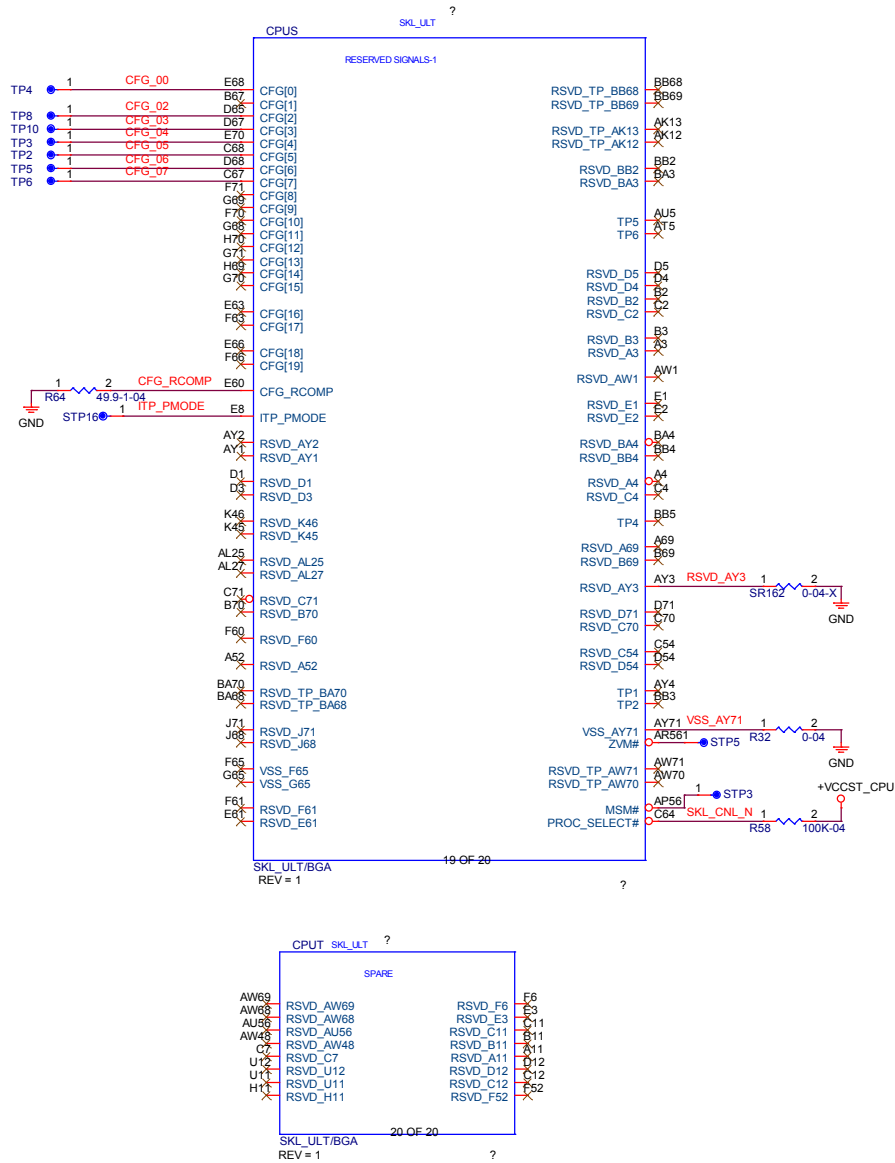 ?
SKL_ULT
CPUS
RESERVED SIGNALS-1
TP4 1 CFG_00 E68 CFG[0]
B67 CFG[1]
TP8 1 CFG_02 D65 CFG[2]
TP10 1 CFG_03 D67 CFG[3]
TP3 1 CFG_04 E70 CFG[4]
TP2 1 CFG_05 C68 CFG[5]
TP5 1 CFG_06 D68 CFG[6]
TP6 1 CFG_07 C67 CFG[7]
F71 CFG[8]
G69 CFG[9]
F70 CFG[10]
G68 CFG[11]
H70 CFG[12]
G71 CFG[13]
H69 CFG[14]
G70 CFG[15]
E63 CFG[16]
F63 CFG[17]
E66 CFG[18]
F66 CFG[19]
GND 1 R64 2 49.9-1-04 CFG_RCOMP E60 CFG_RCOMP
STP16 1 ITP_PMODE E8 ITP_PMODE
AY2 RSVD_AY2
AY1 RSVD_AY1
D1 RSVD_D1
D3 RSVD_D3
K46 RSVD_K46
K45 RSVD_K45
AL25 RSVD_AL25
AL27 RSVD_AL27
C71 RSVD_C71
B70 RSVD_B70
F60 RSVD_F60
A52 RSVD_A52
BA70 RSVD_TP_BA70
BA68 RSVD_TP_BA68
J71 RSVD_J71
J68 RSVD_J68
F65 VSS_F65
G65 VSS_G65
F61 RSVD_F61
E61 RSVD_E61
RSVD_TP_BB68 BB68
RSVD_TP_BB69 BB69
RSVD_TP_AK13 AK13
RSVD_TP_AK12 AK12
RSVD_BB2 BB2
RSVD_BA3 BA3
TP5 AU5
TP6 AT5
RSVD_D5 D5
RSVD_D4 D4
RSVD_B2 B2
RSVD_C2 C2
RSVD_B3 B3
RSVD_A3 A3
RSVD_AW1 AW1
RSVD_E1 E1
RSVD_E2 E2
RSVD_BA4 BA4
RSVD_BB4 BB4
RSVD_A4 A4
RSVD_C4 C4
TP4 BB5
RSVD_A69 A69
RSVD_B69 B69
RSVD_AY3 AY3 RSVD_AY3 1 SR162 2 0-04-X GND
RSVD_D71 D71
RSVD_C70 C70
RSVD_C54 C54
RSVD_D54 D54
TP1 AY4
TP2 BB3
VSS_AY71 AY71 VSS_AY71 1 R32 2 0-04 GND
ZVM# AR56 1 STP5
RSVD_TP_AW71 AW71
RSVD_TP_AW70 AW70
MSM# AP56 1 STP3
PROC_SELECT# C64 SKL_CNL_N 1 R58 2 100K-04 +VCCST_CPU
19 OF 20
SKL_ULT/BGA
REV = 1
?
CPUT SKL_ULT ?
SPARE
AW69 RSVD_AW69 RSVD_F6 F6
AW68 RSVD_AW68 RSVD_E3 E3
AU56 RSVD_AU56 RSVD_C11 C11
AW48 RSVD_AW48 RSVD_B11 B11
C7 RSVD_C7 RSVD_A11 A11
U12 RSVD_U12 RSVD_D12 D12
U11 RSVD_U11 RSVD_C12 C12
H11 RSVD_H11 RSVD_F52 F52
20 OF 20
SKL_ULT/BGA
REV = 1
?